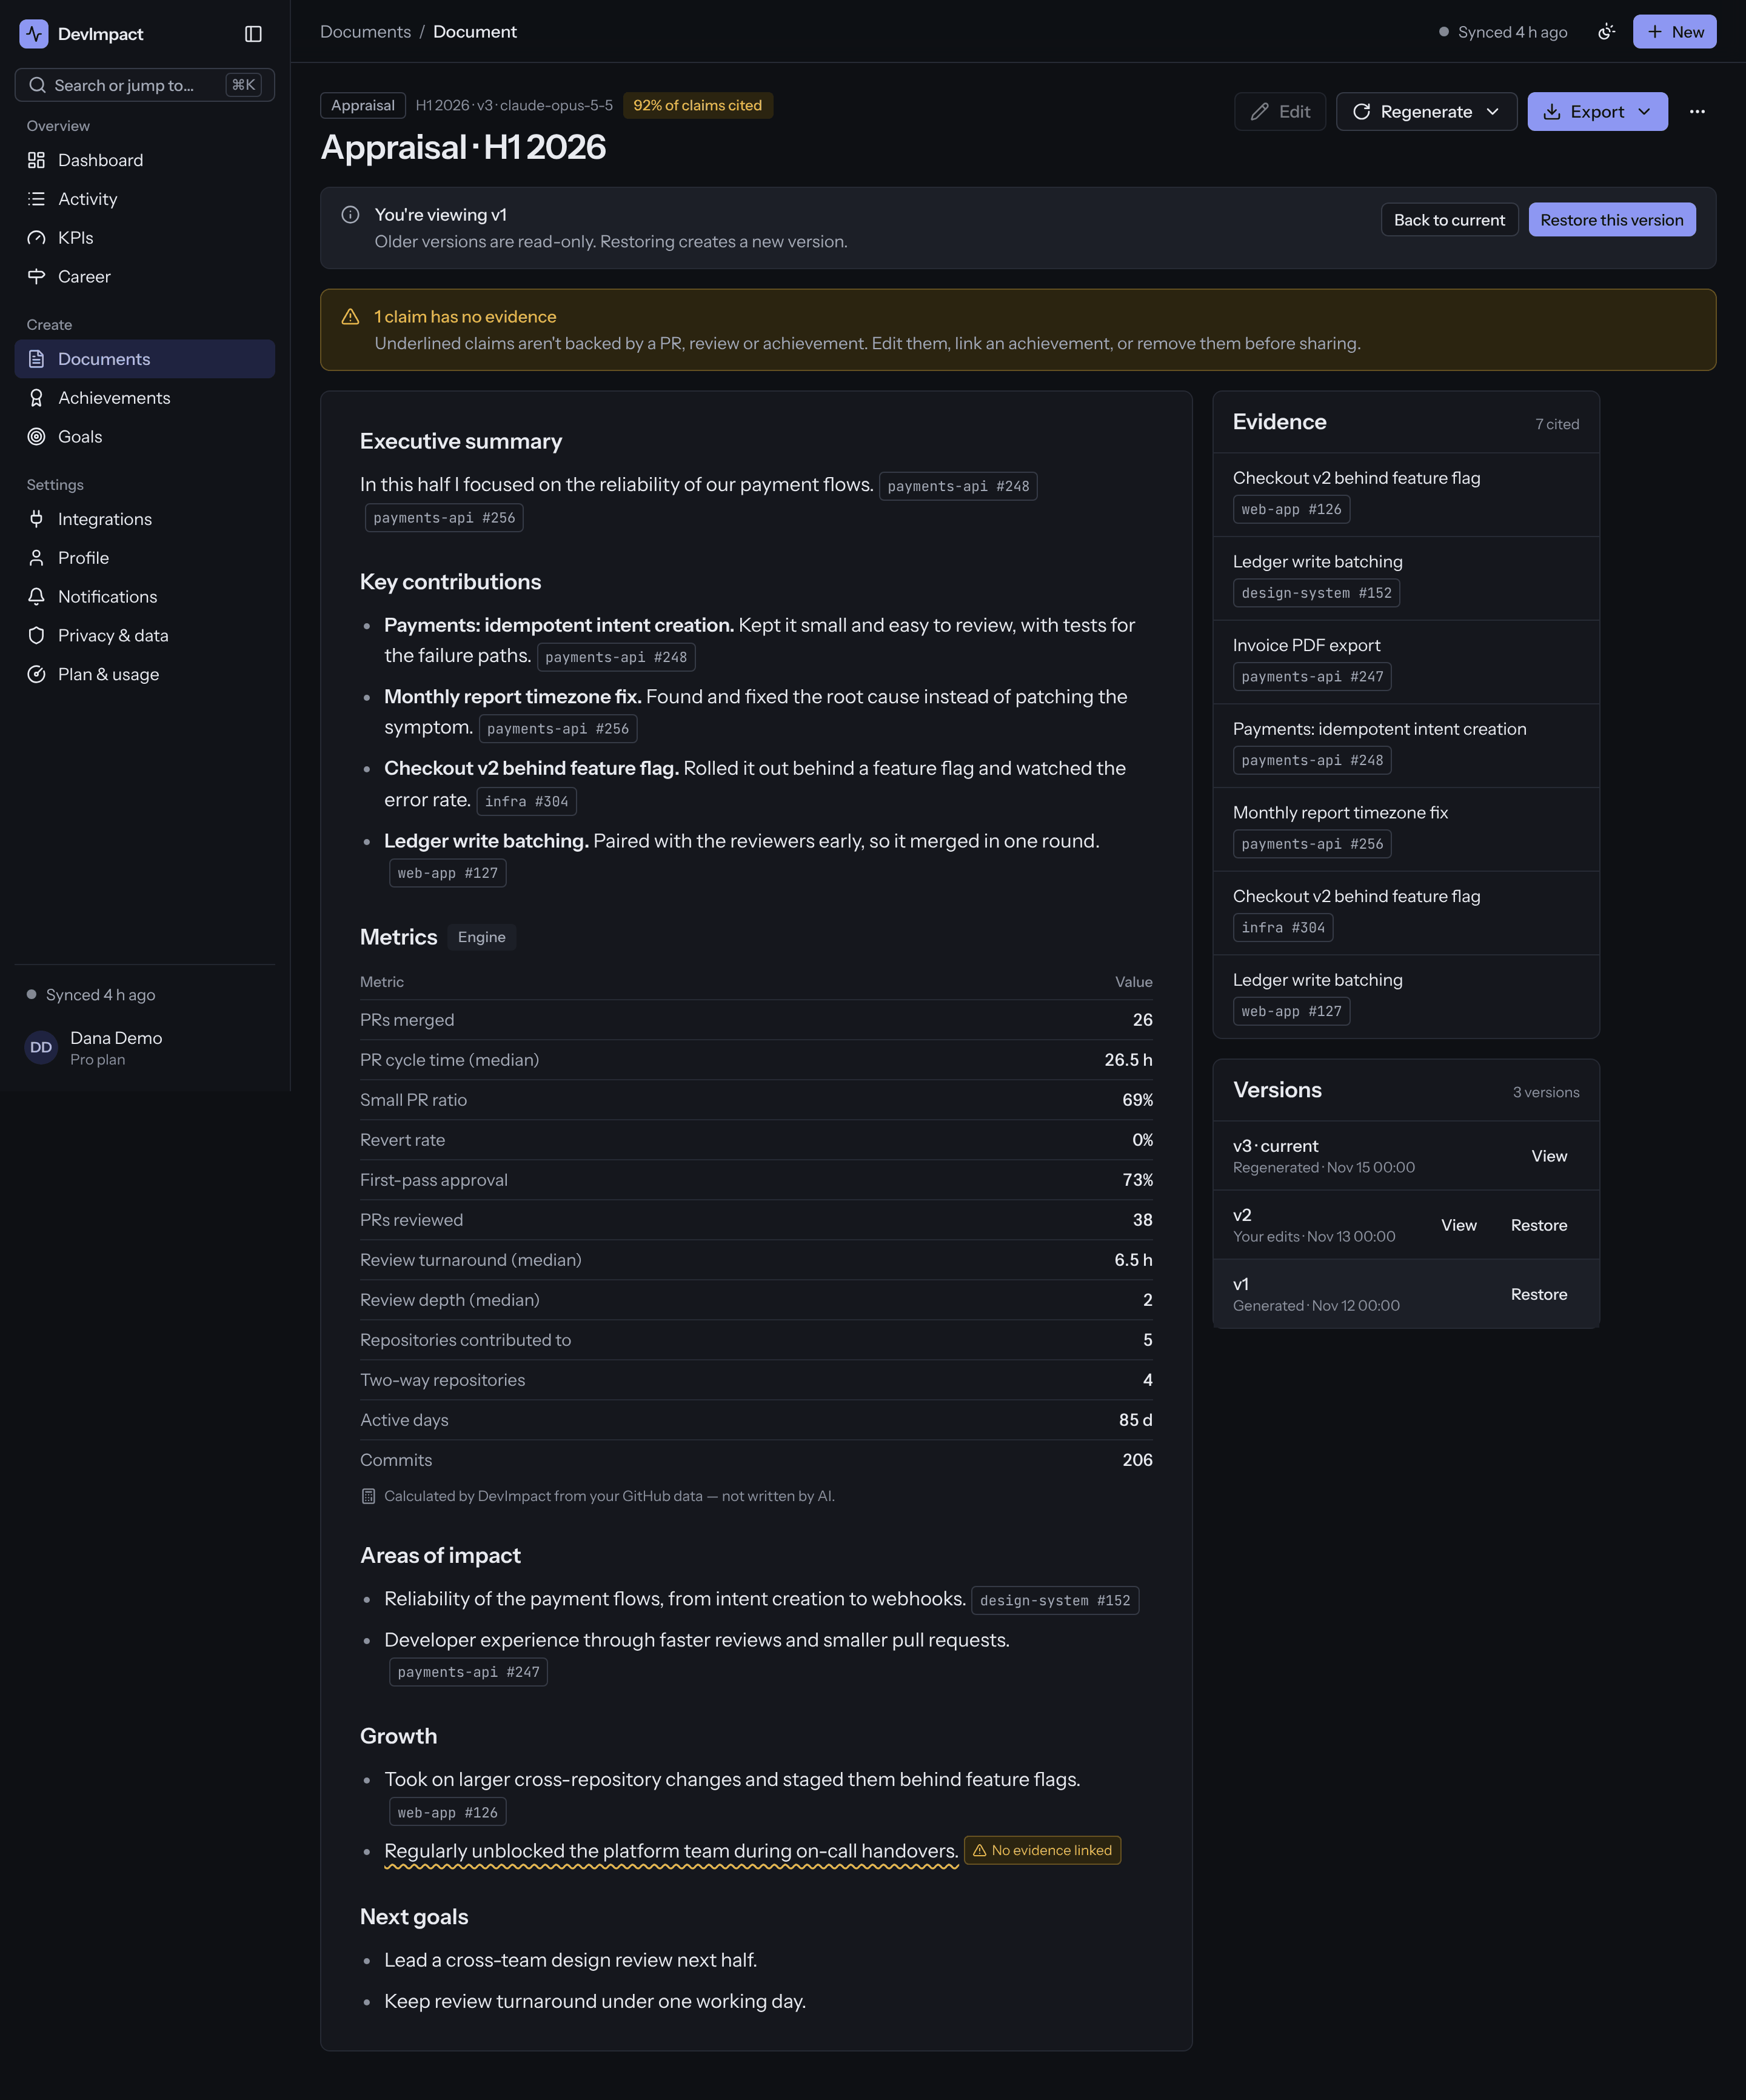 DevImpact
Search or jump to...
⌘K
Overview
Dashboard
Activity
KPIs
Career
Create
Documents
Achievements
Goals
Settings
Integrations
Profile
Notifications
Privacy & data
Plan & usage
Synced 4 h ago
DD
Dana Demo
Pro plan
Documents / Document
Synced 4 h ago
New
Appraisal
H1 2026 · v3 · claude-opus-5-5
92% of claims cited
Appraisal · H1 2026
Edit
Regenerate
Export
You're viewing v1
Older versions are read-only. Restoring creates a new version.
Back to current
Restore this version
1 claim has no evidence
Underlined claims aren't backed by a PR, review or achievement. Edit them, link an achievement, or remove them before sharing.
Executive summary
In this half I focused on the reliability of our payment flows. payments-api #248
payments-api #256
Key contributions
Payments: idempotent intent creation. Kept it small and easy to review, with tests for
the failure paths. payments-api #248
Monthly report timezone fix. Found and fixed the root cause instead of patching the
symptom. payments-api #256
Checkout v2 behind feature flag. Rolled it out behind a feature flag and watched the
error rate. infra #304
Ledger write batching. Paired with the reviewers early, so it merged in one round.
web-app #127
Metrics Engine
Metric Value
PRs merged 26
PR cycle time (median) 26.5 h
Small PR ratio 69%
Revert rate 0%
First-pass approval 73%
PRs reviewed 38
Review turnaround (median) 6.5 h
Review depth (median) 2
Repositories contributed to 5
Two-way repositories 4
Active days 85 d
Commits 206
Calculated by DevImpact from your GitHub data — not written by AI.
Areas of impact
Reliability of the payment flows, from intent creation to webhooks. design-system #152
Developer experience through faster reviews and smaller pull requests.
payments-api #247
Growth
Took on larger cross-repository changes and staged them behind feature flags.
web-app #126
Regularly unblocked the platform team during on-call handovers. No evidence linked
Next goals
Lead a cross-team design review next half.
Keep review turnaround under one working day.
Evidence
7 cited
Checkout v2 behind feature flag
web-app #126
Ledger write batching
design-system #152
Invoice PDF export
payments-api #247
Payments: idempotent intent creation
payments-api #248
Monthly report timezone fix
payments-api #256
Checkout v2 behind feature flag
infra #304
Ledger write batching
web-app #127
Versions
3 versions
v3 · current
Regenerated · Nov 15 00:00
View
v2
Your edits · Nov 13 00:00
View
Restore
v1
Generated · Nov 12 00:00
Restore